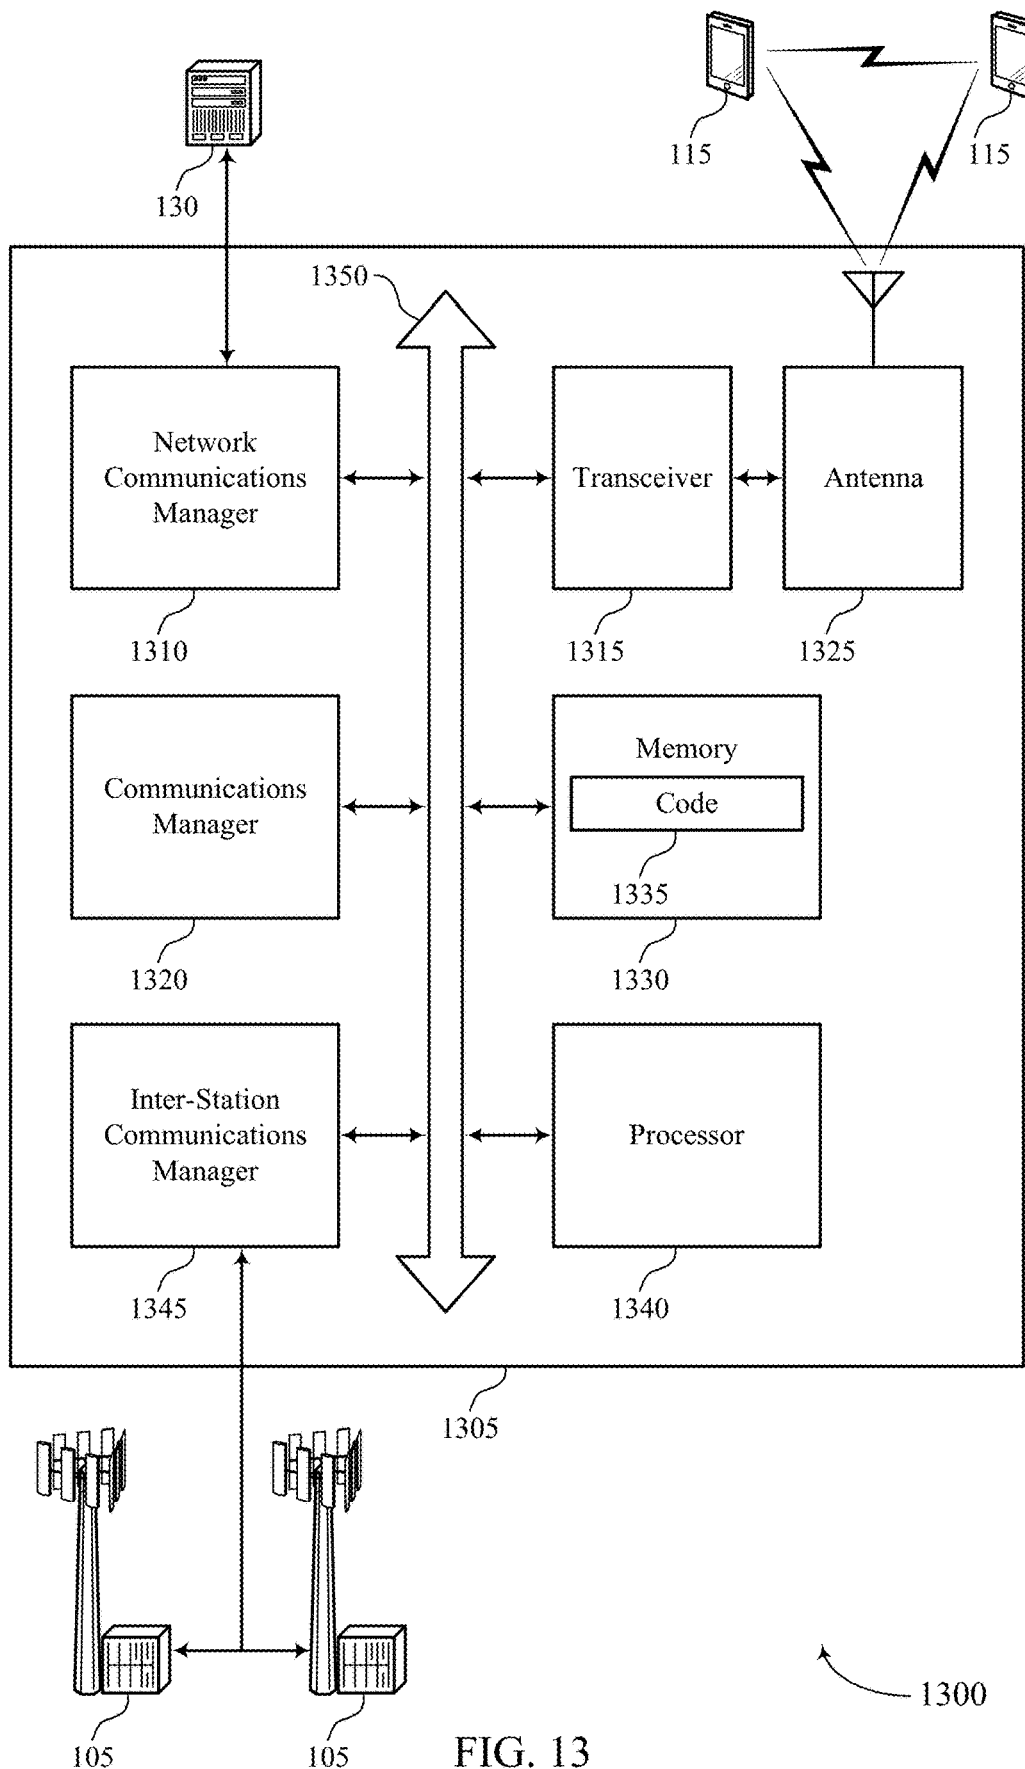 130
115
115
1350
Network
Communications
Manager
Transceiver
Antenna
1310
1315
1325
Communications
Manager
Memory
Code
1335
1320
1330
Inter-Station
Communications
Manager
Processor
1345
1340
1305
105
105
1300
FIG. 13